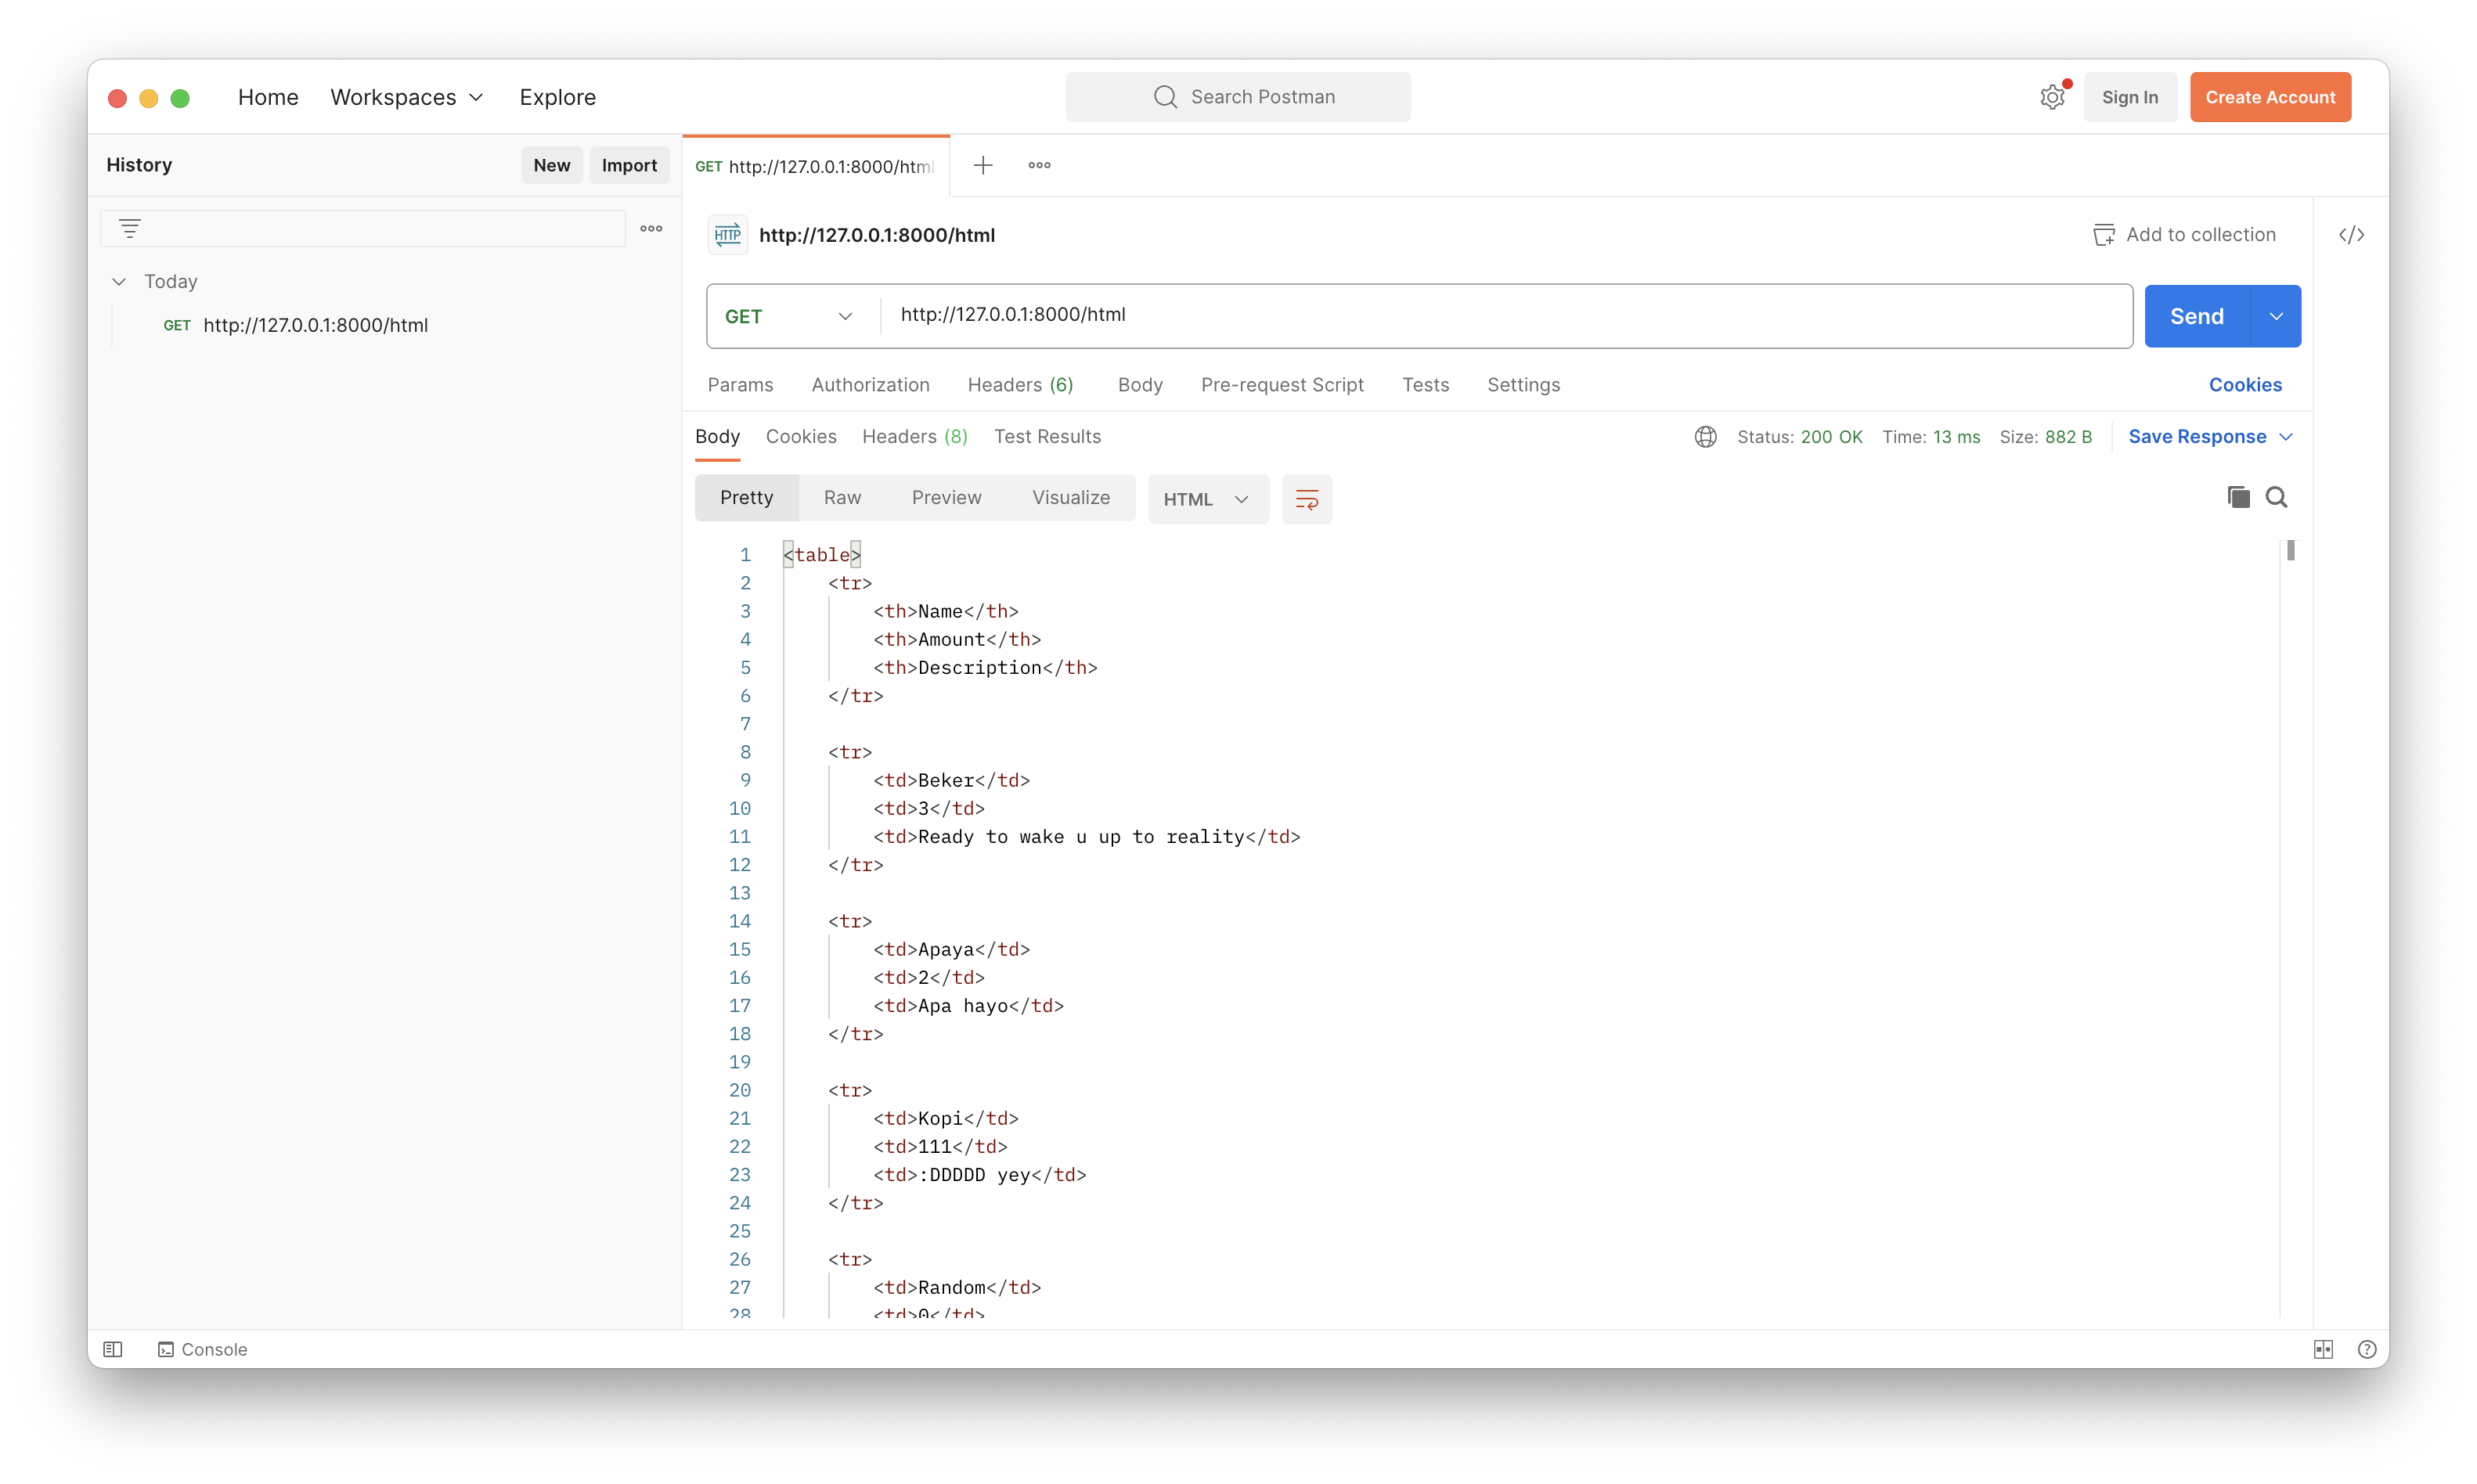 Home Workspaces Explore Search Postman Sign In Create Account
History New Import
GET http://127.0.0.1:8000/htm
Today
GET http://127.0.0.1:8000/html
HTTP http://127.0.0.1:8000/html Add to collection </>
GET http://127.0.0.1:8000/html Send
Params Authorization Headers (6) Body Pre-request Script Tests Settings Cookies
Body Cookies Headers (8) Test Results Status: 200 OK Time: 13 ms Size: 882 B Save Response
Pretty Raw Preview Visualize HTML
1 <table>
2 <tr>
3 <th>Name</th>
4 <th>Amount</th>
5 <th>Description</th>
6 </tr>
7
8 <tr>
9 <td>Beker</td>
10 <td>3</td>
11 <td>Ready to wake u up to reality</td>
12 </tr>
13
14 <tr>
15 <td>Apaya</td>
16 <td>2</td>
17 <td>Apa hayo</td>
18 </tr>
19
20 <tr>
21 <td>Kopi</td>
22 <td>111</td>
23 <td>:DDDDD yey</td>
24 </tr>
25
26 <tr>
27 <td>Random</td>
28 <td>0</td>
Console